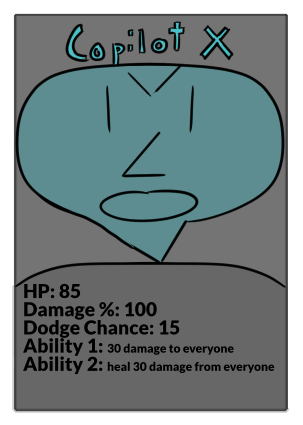 Copilot X
HP: 85
Damage %: 100
Dodge Chance: 15
Ability 1: 30 damage to everyone
Ability 2: heal 30 damage from everyone